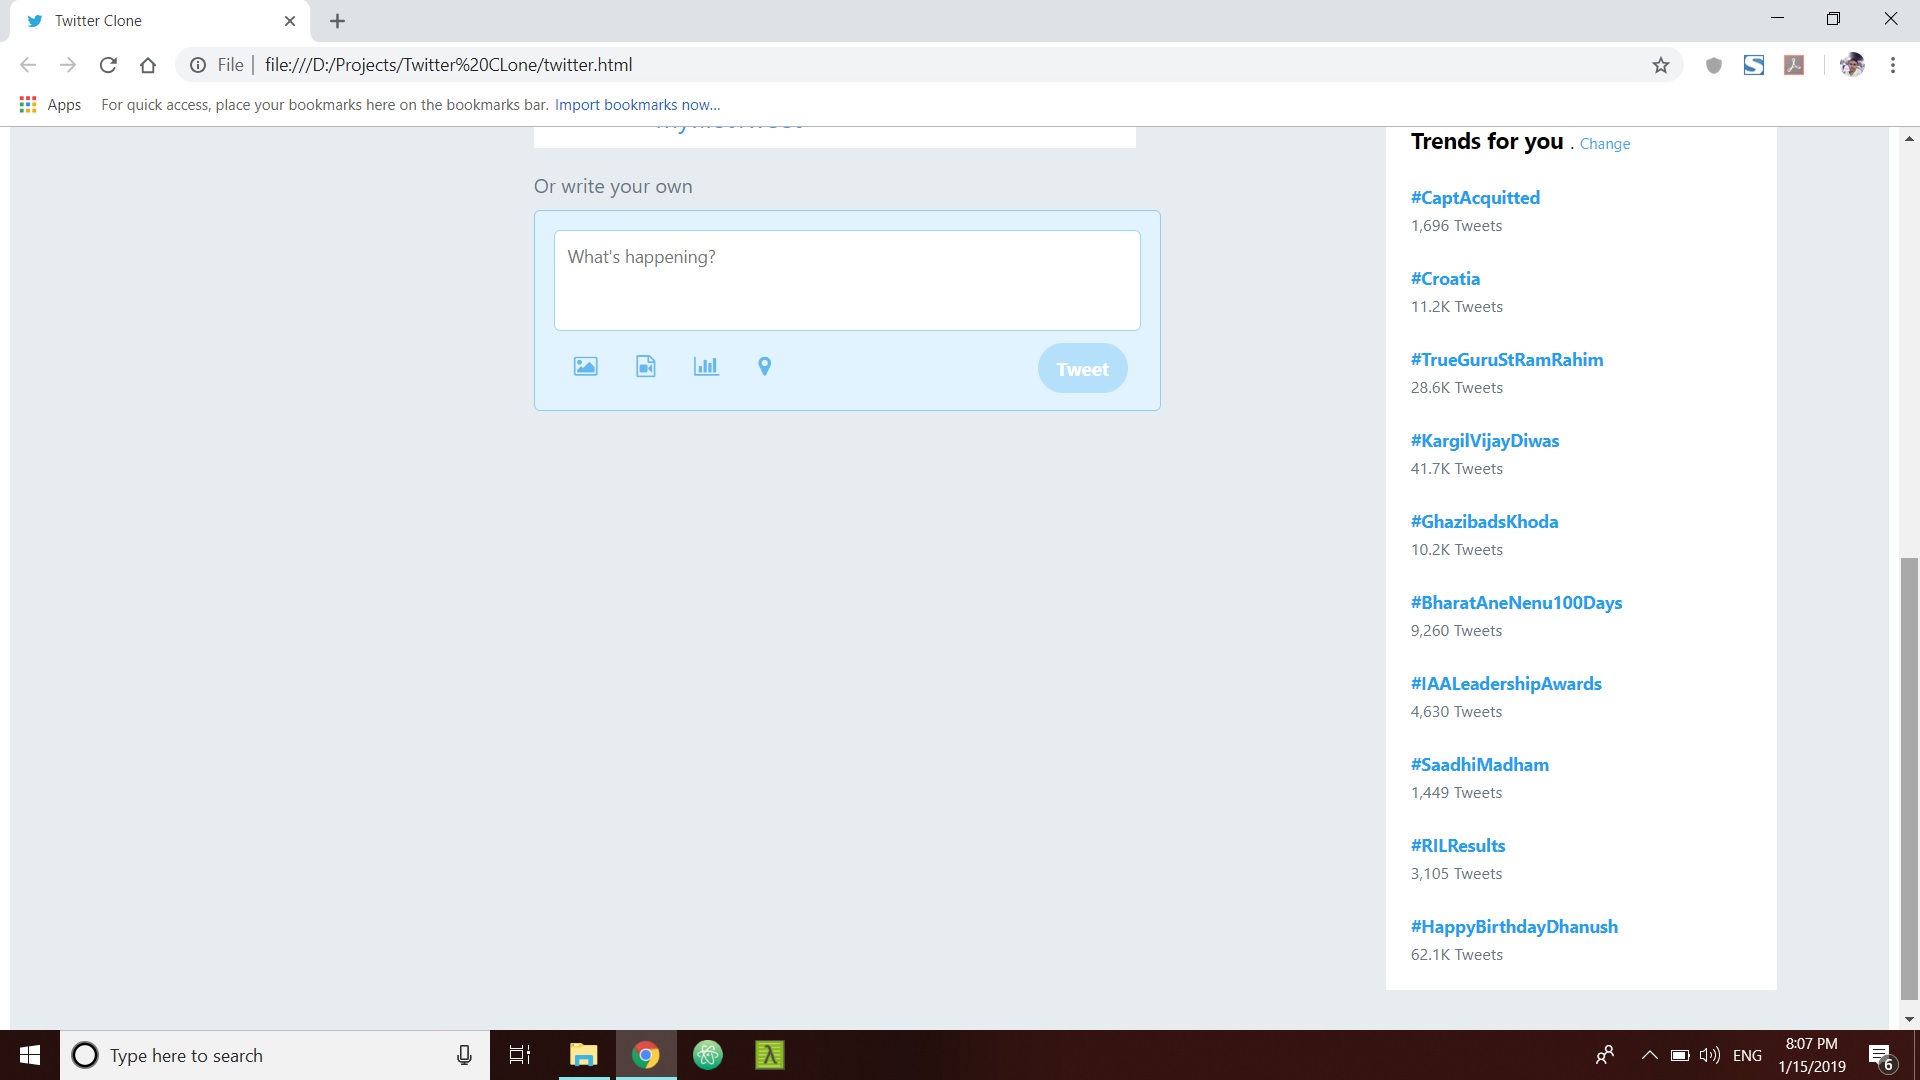 Twitter Clone
File
file:///D:/Projects/Twitter%20CLone/twitter.html
Apps For quick access, place your bookmarks here on the bookmarks bar. Import bookmarks now...
Or write your own
What's happening?
Tweet
Trends for you . Change
#CaptAcquitted
1,696 Tweets
#Croatia
11.2K Tweets
#TrueGuruStRamRahim
28.6K Tweets
#KargilVijayDiwas
41.7K Tweets
#GhazibadsKhoda
10.2K Tweets
#BharatAneNenu100Days
9,260 Tweets
#IAALeadershipAwards
4,630 Tweets
#SaadhiMadham
1,449 Tweets
#RILResults
3,105 Tweets
#HappyBirthdayDhanush
62.1K Tweets
Type here to search
ENG
8:07 PM
1/15/2019
6